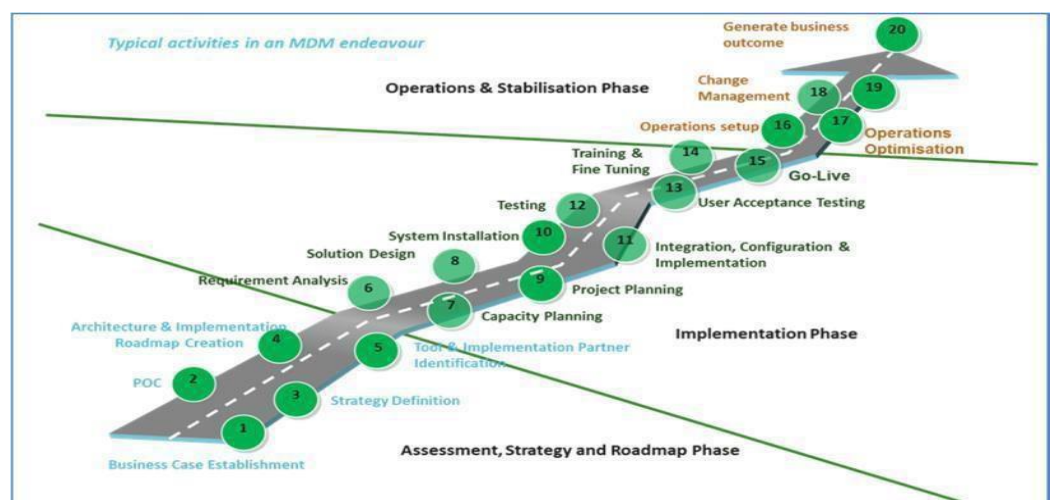 Typical activities in an MDM endeavour
Generate business
outcome
20
Operations & Stabilisation Phase
Change
Management
18
19
Operations setup
16
17
Operations
Optimisation
Training &
Fine Tuning
14
15
Go-Live
Testing
12
13
User Acceptance Testing
System Installation
10
11
Integration, Configuration &
Implementation
Solution Design
8
9
Project Planning
Requirement Analysis
6
7
Capacity Planning
Implementation Phase
Architecture & Implementation
Roadmap Creation
4
5
Tool & Implementation Partner
Identification
POC
2
3
Strategy Definition
1
Business Case Establishment
Assessment, Strategy and Roadmap Phase